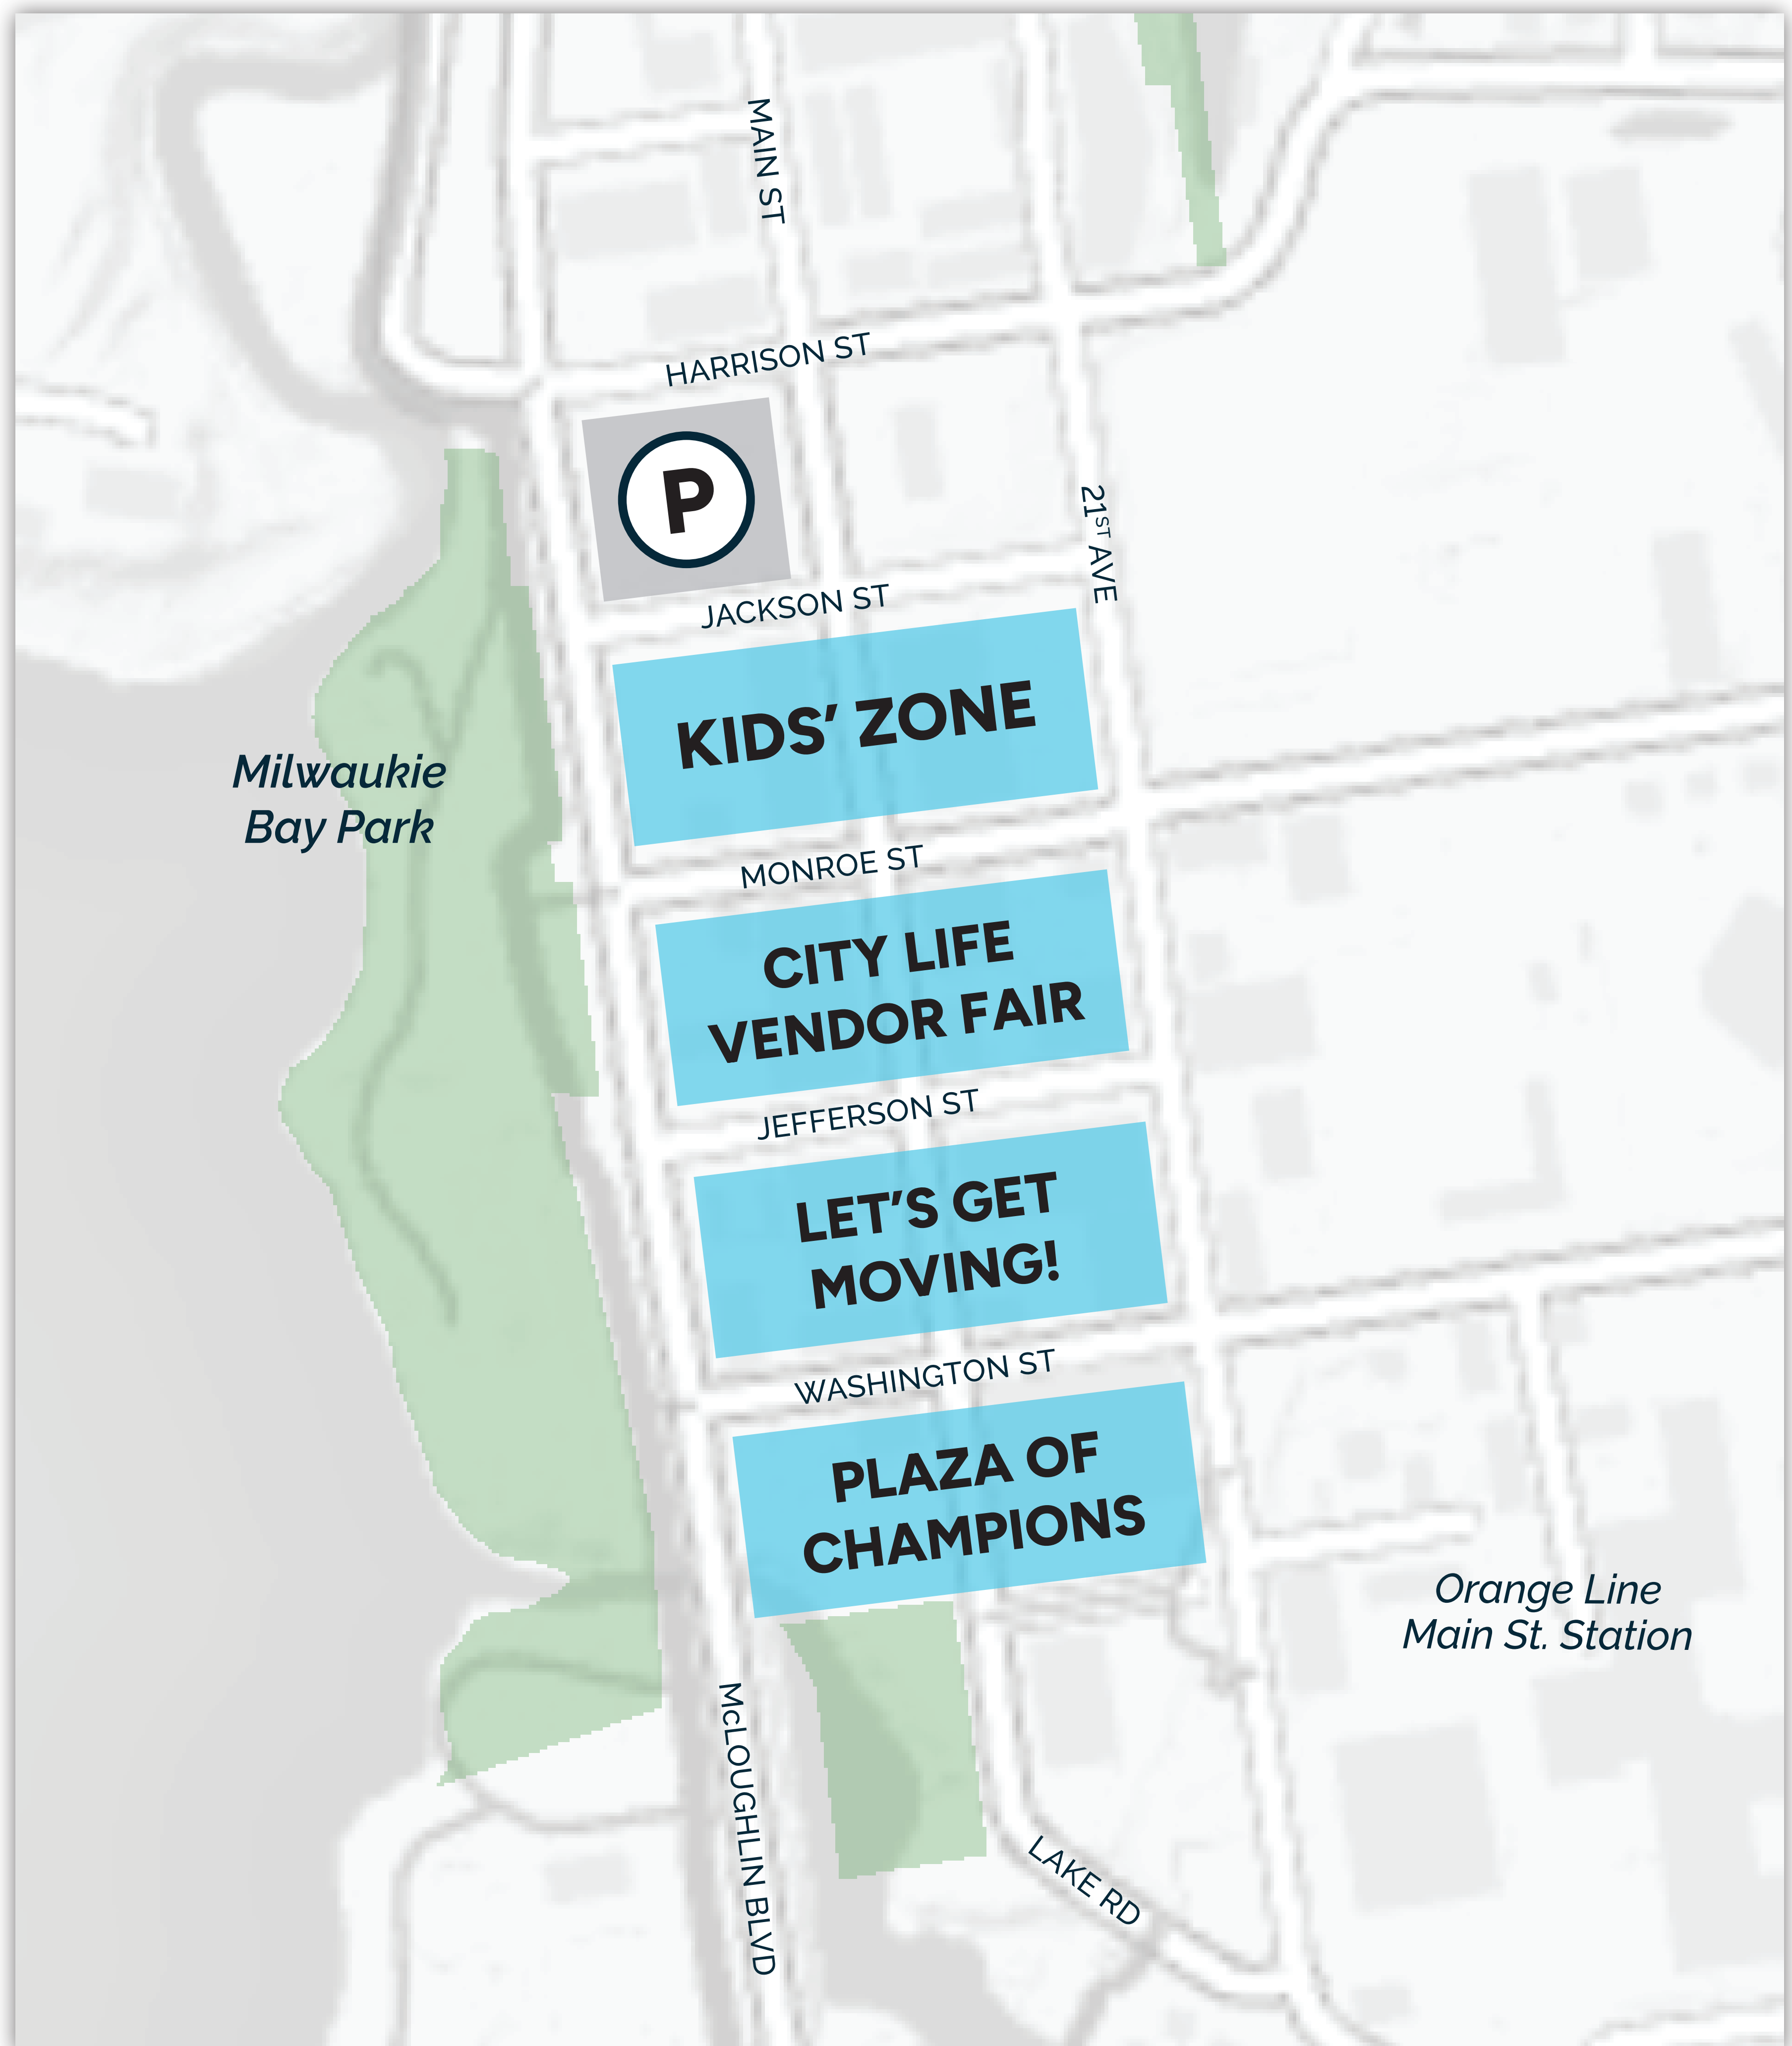 MAIN ST
HARRISON ST
P
21ST AVE
JACKSON ST
KIDS’ ZONE
Milwaukie
Bay Park
MONROE ST
CITY LIFE
VENDOR FAIR
JEFFERSON ST
LET’S GET
MOVING!
WASHINGTON ST
PLAZA OF
CHAMPIONS
Orange Line
Main St. Station
McLOUGHLIN BLVD
LAKE RD